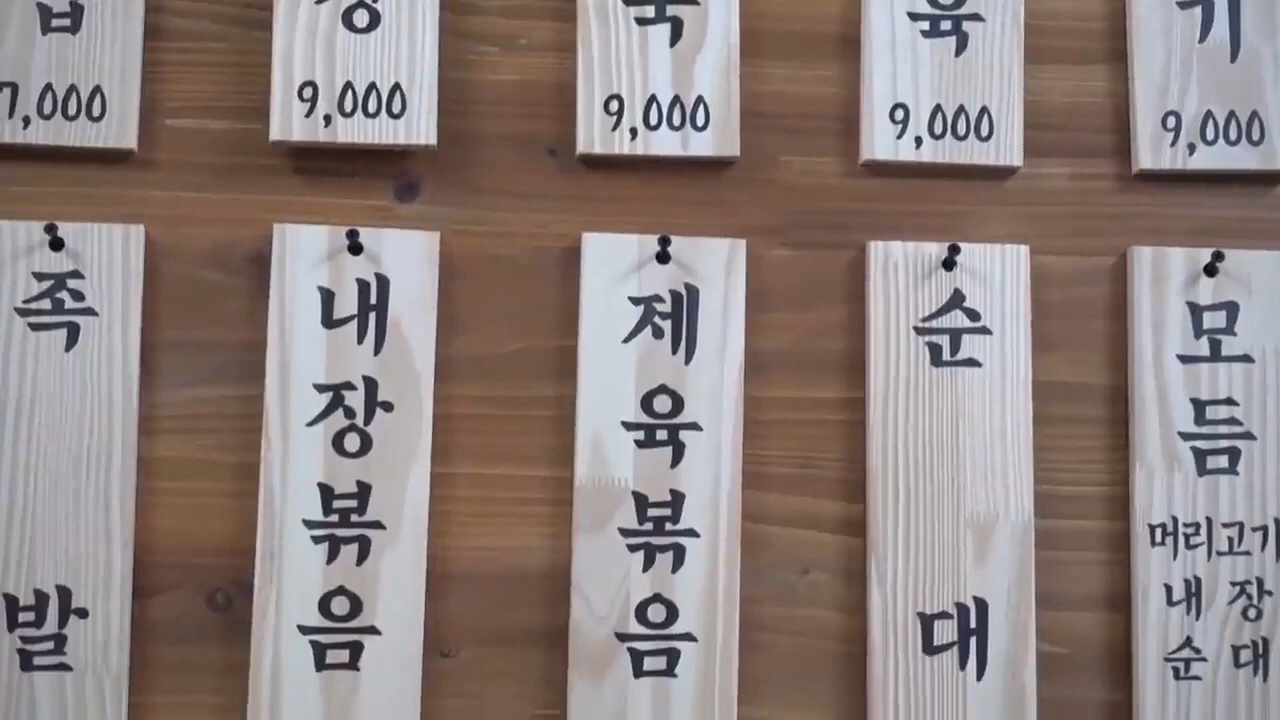 7,000
9,000
9,000
육
9,000
9,000
족발
내장볶음
제육볶음
순대
모듬
머리고기
내장
순대